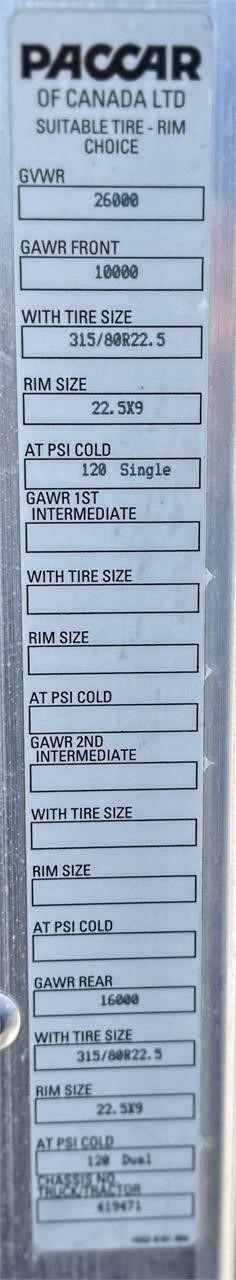 PACCAR
OF CANADA LTD
SUITABLE TIRE - RIM
CHOICE
GVWR
26000
GAWR FRONT
10000
WITH TIRE SIZE
315/80R22.5
RIM SIZE
22.5X9
AT PSI COLD
120 Single
GAWR 1ST
INTERMEDIATE
WITH TIRE SIZE
RIM SIZE
AT PSI COLD
GAWR 2ND
INTERMEDIATE
WITH TIRE SIZE
RIM SIZE
AT PSI COLD
GAWR REAR
16000
WITH TIRE SIZE
315/80R22.5
RIM SIZE
22.5X9
AT PSI COLD
120 Dual
CHASSIS NO.
TRUCK/TRACTOR
419471